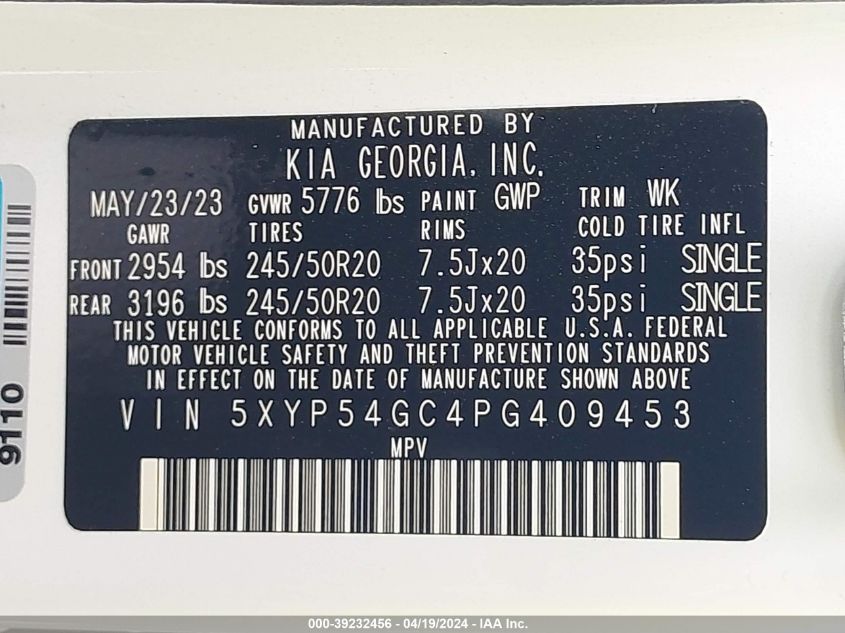 MANUFACTURED BY
KIA GEORGIA, INC.
MAY/23/23 GVWR 5776 lbs PAINT GWP TRIM WK
GAWR TIRES RIMS COLD TIRE INFL
FRONT 2954 lbs 245/50R20 7.5Jx20 35psi SINGLE
REAR 3196 lbs 245/50R20 7.5Jx20 35psi SINGLE
THIS VEHICLE CONFORMS TO ALL APPLICABLE U.S.A. FEDERAL
MOTOR VEHICLE SAFETY AND THEFT PREVENTION STANDARDS
IN EFFECT ON THE DATE OF MANUFACTURE SHOWN ABOVE
VIN 5XYP54GC4PG409453
MPV
9110
000-39232456 - 04/19/2024 - IAA Inc.